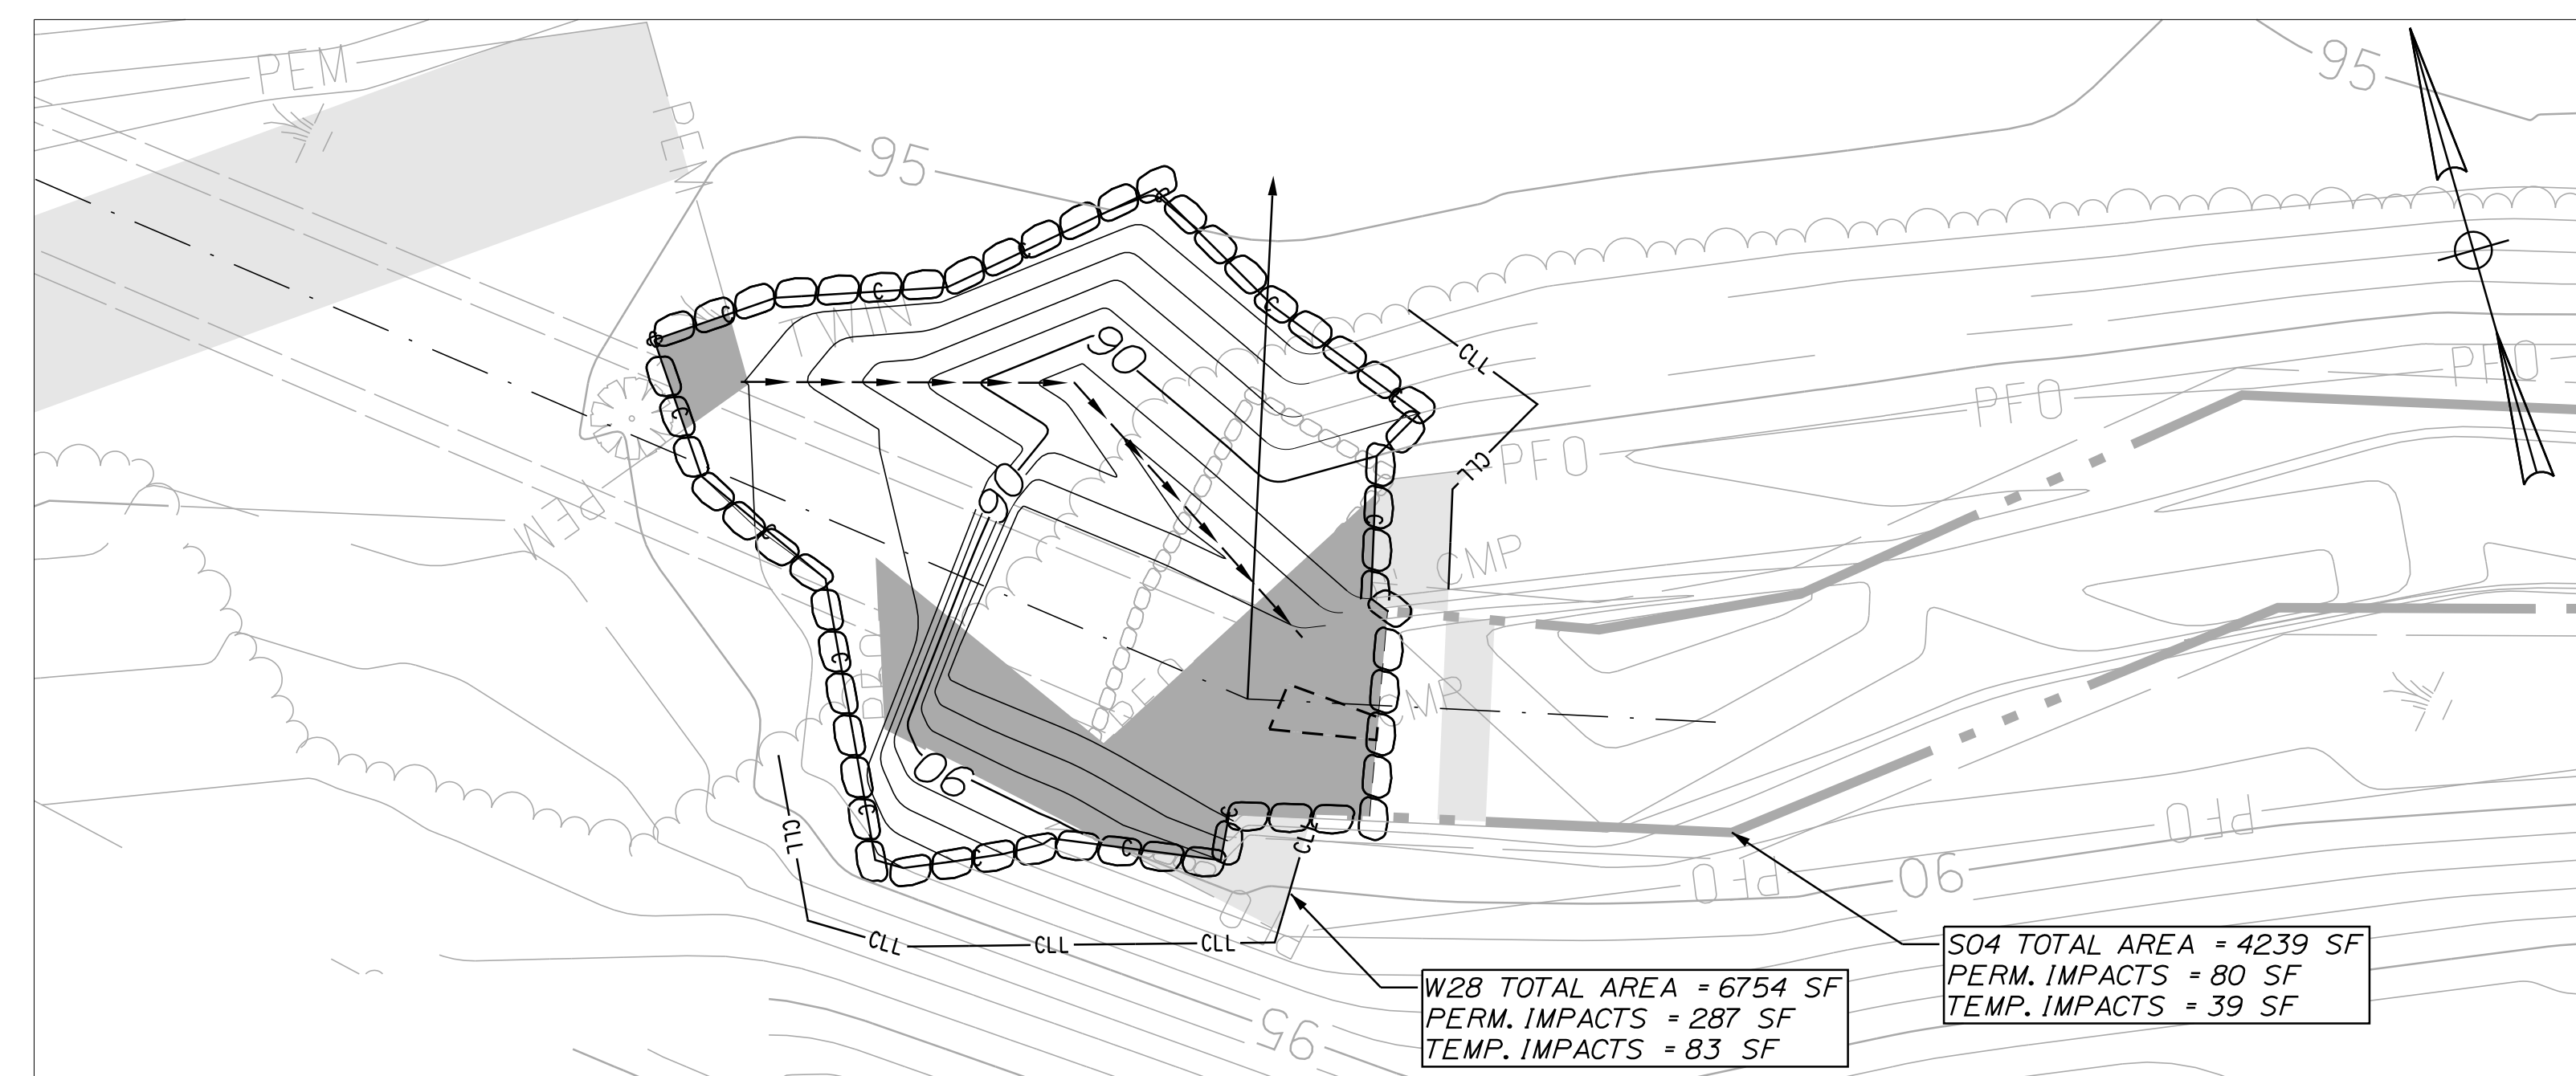 PEM
95
PEM
95
C
C
TWIN
C
C
90
CLL
C
C
CLL
PFO
PFO
PFO
C
PEM
C
C
CMP
C
CMP
90
C
CLL
C
C
CLL
C
C
PFO
PFO
90
CLL
CLL
CLL
95
S04 TOTAL AREA = 4239 SF
PERM. IMPACTS = 80 SF
TEMP. IMPACTS = 39 SF
W28 TOTAL AREA = 6754 SF
PERM. IMPACTS = 287 SF
TEMP. IMPACTS = 83 SF